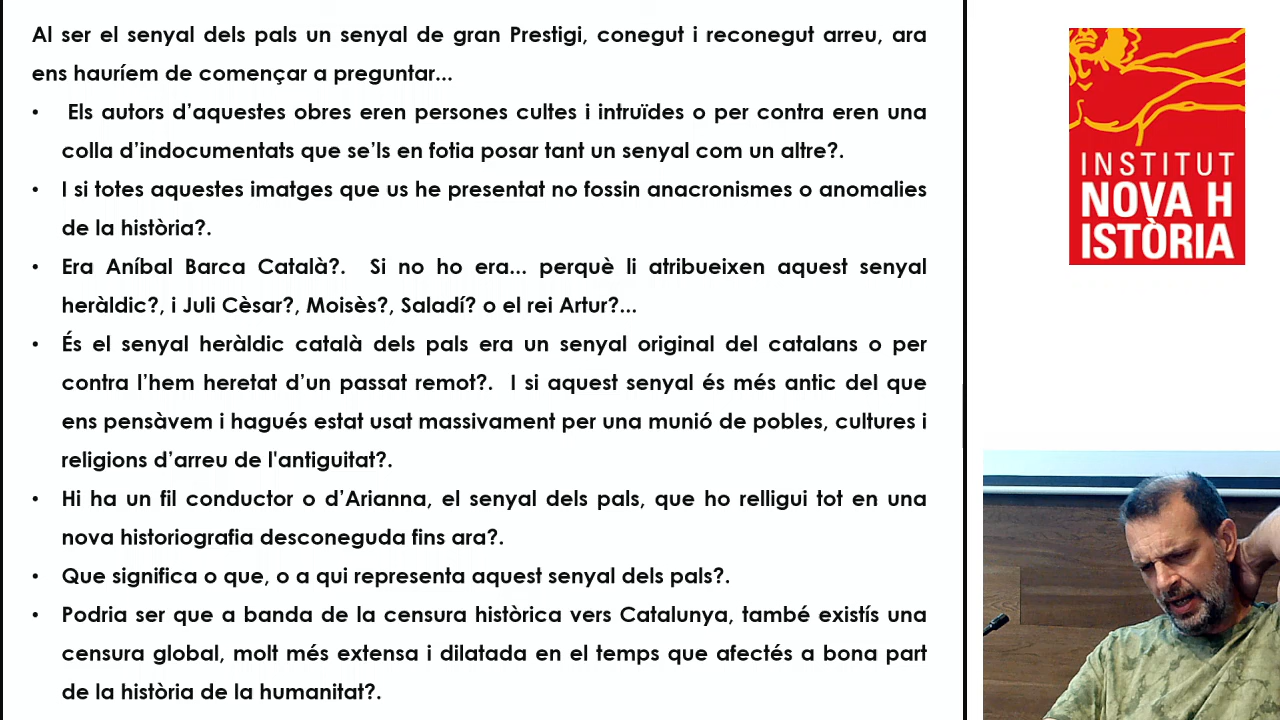 Al ser el senyal dels pals un senyal de gran Prestigi, conegut i reconegut arreu, ara
ens hauríem de començar a preguntar...
• Els autors d’aquestes obres eren persones cultes i intruïdes o per contra eren una
colla d’indocumentats que se’ls en fotia posar tant un senyal com un altre?.
• I si totes aquestes imatges que us he presentat no fossin anacronismes o anomalies
de la història?.
• Era Aníbal Barca Català?. Si no ho era... perquè li atribueixen aquest senyal
heràldic?, i Juli Cèsar?, Moisès?, Saladí? o el rei Artur?...
• És el senyal heràldic català dels pals era un senyal original del catalans o per
contra l’hem heretat d’un passat remot?. I si aquest senyal és més antic del que
ens pensàvem i hagués estat usat massivament per una munió de pobles, cultures i
religions d’arreu de l'antiguitat?.
• Hi ha un fil conductor o d’Arianna, el senyal dels pals, que ho relligui tot en una
nova historiografia desconeguda fins ara?.
• Que significa o que, o a qui representa aquest senyal dels pals?.
• Podria ser que a banda de la censura històrica vers Catalunya, també existís una
censura global, molt més extensa i dilatada en el temps que afectés a bona part
de la història de la humanitat?.
INSTITUT
NOVA H
ISTÒRIA